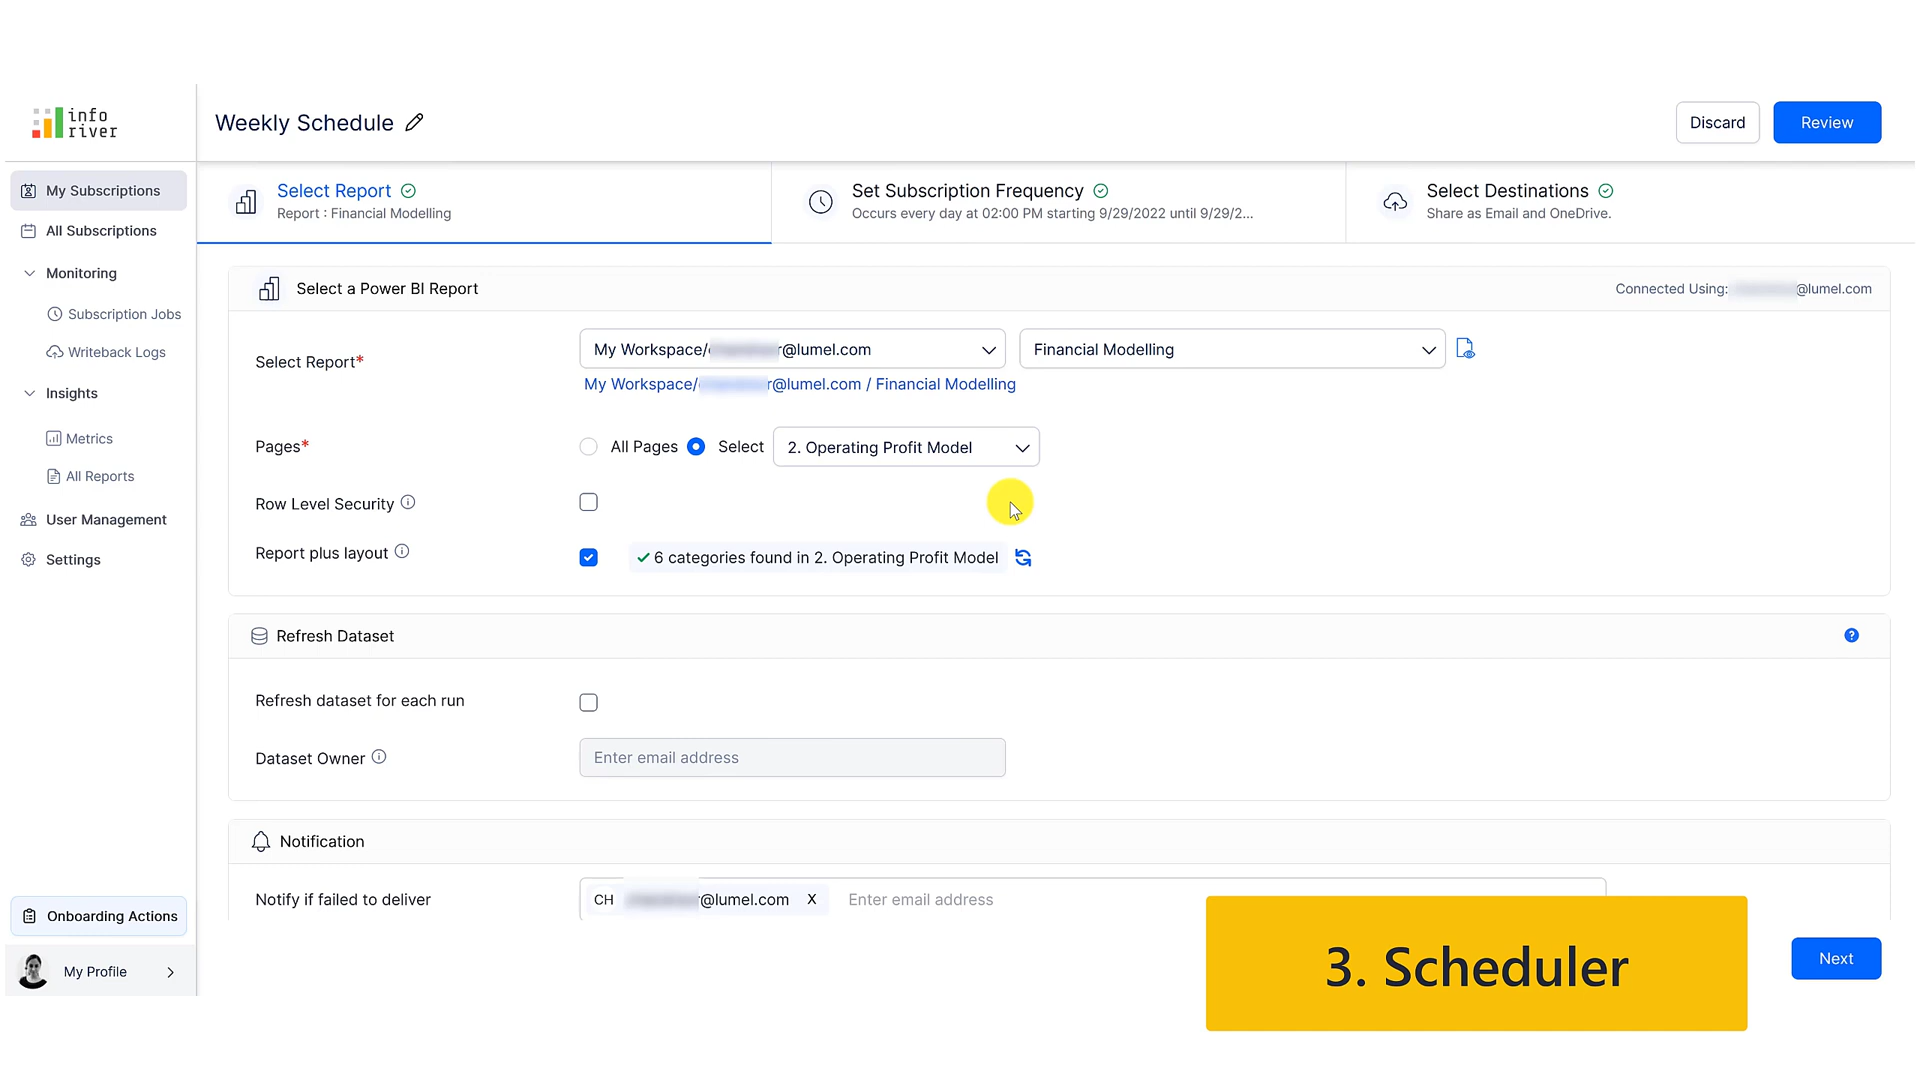 info
river
Weekly Schedule
Discard
Review
My Subscriptions
All Subscriptions
Monitoring
Subscription Jobs
Writeback Logs
Insights
Metrics
All Reports
User Management
Settings
Onboarding Actions
My Profile
Select Report
Report : Financial Modelling
Set Subscription Frequency
Occurs every day at 02:00 PM starting 9/29/2022 until 9/29/2...
Select Destinations
Share as Email and OneDrive.
Select a Power BI Report
Connected Using: @lumel.com
Select Report*
My Workspace/ r@lumel.com
Financial Modelling
My Workspace/ r@lumel.com / Financial Modelling
Pages*
All Pages
Select
2. Operating Profit Model
Row Level Security
Report plus layout
6 categories found in 2. Operating Profit Model
Refresh Dataset
?
Refresh dataset for each run
Dataset Owner
Enter email address
Notification
Notify if failed to deliver
CH r@lumel.com X
Enter email address
3. Scheduler
Next